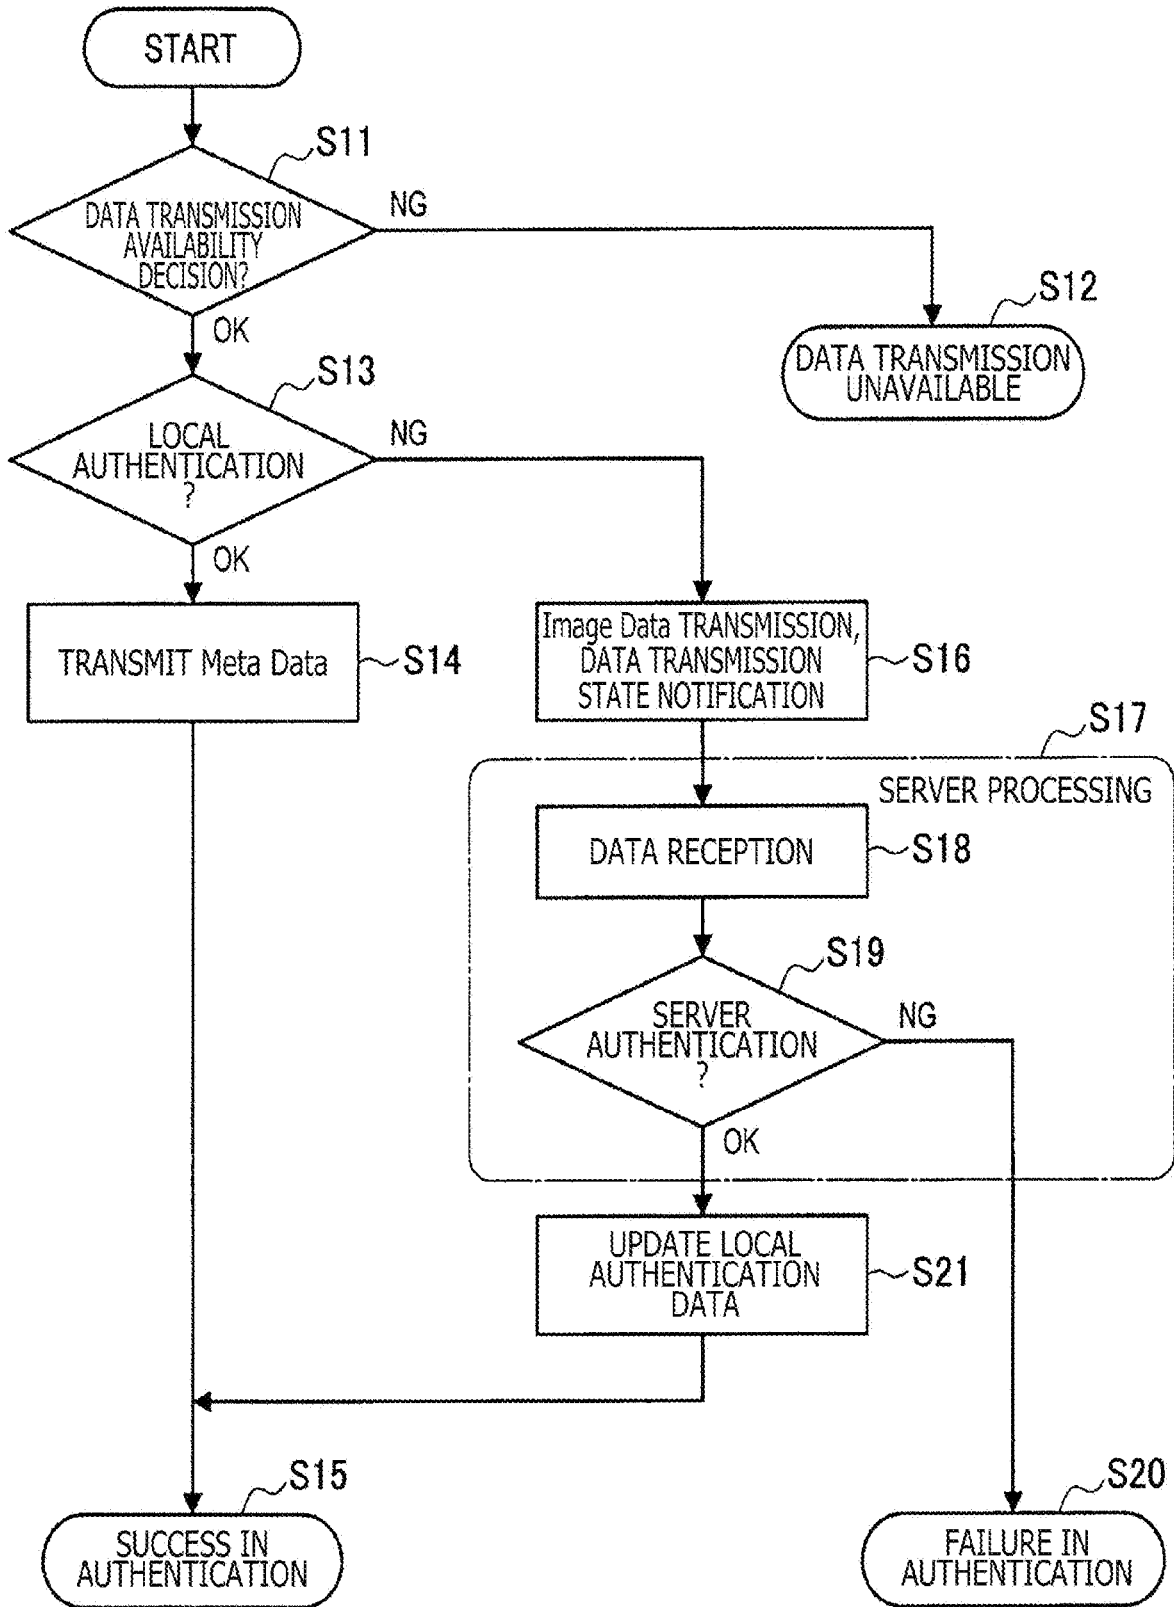 START
S11
DATA TRANSMISSION
AVAILABILITY
DECISION?
NG
OK
S12
DATA TRANSMISSION
UNAVAILABLE
S13
LOCAL
AUTHENTICATION
?
NG
OK
TRANSMIT Meta Data
S14
Image Data TRANSMISSION,
DATA TRANSMISSION
STATE NOTIFICATION
S16
S17
SERVER PROCESSING
DATA RECEPTION
S18
S19
SERVER
AUTHENTICATION
?
NG
OK
UPDATE LOCAL
AUTHENTICATION
DATA
S21
S15
SUCCESS IN
AUTHENTICATION
S20
FAILURE IN
AUTHENTICATION